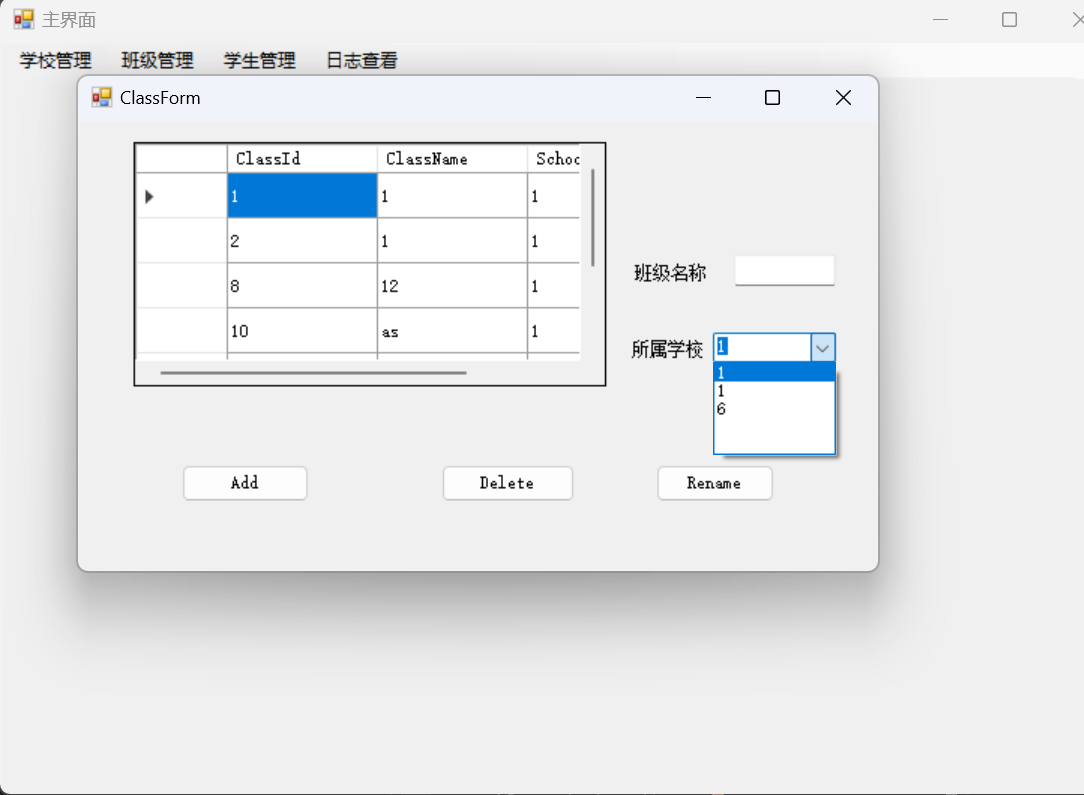 主界面
学校管理 班级管理 学生管理 日志查看
ClassForm
ClassId ClassName Schoo
1 1 1
2 1 1
8 12 1
10 as 1
班级名称
所属学校 1
1
1
6
Add Delete Rename